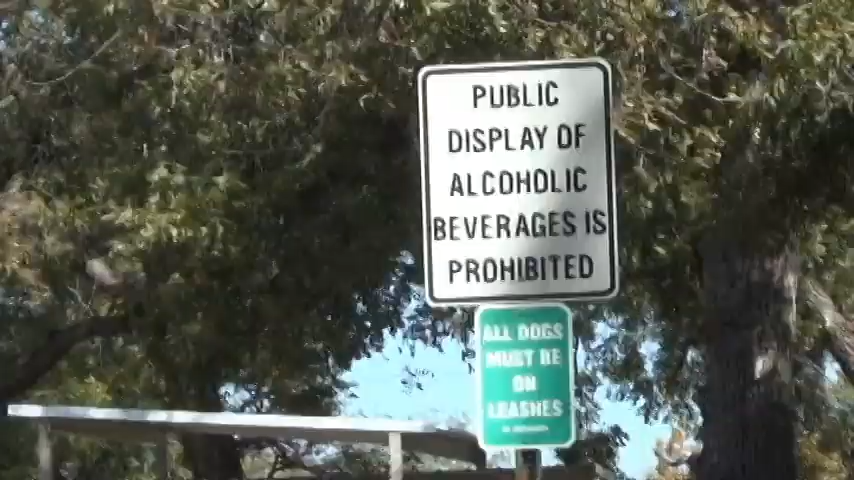 PUBLIC
DISPLAY OF
ALCOHOLIC
BEVERAGES IS
PROHIBITED
ALL DOGS
MUST BE
ON
LEASHES